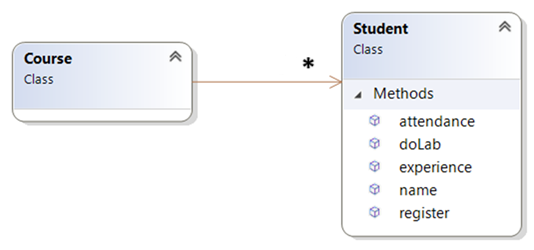 Course
Class
*
Student
Class
Methods
attendance
doLab
experience
name
register